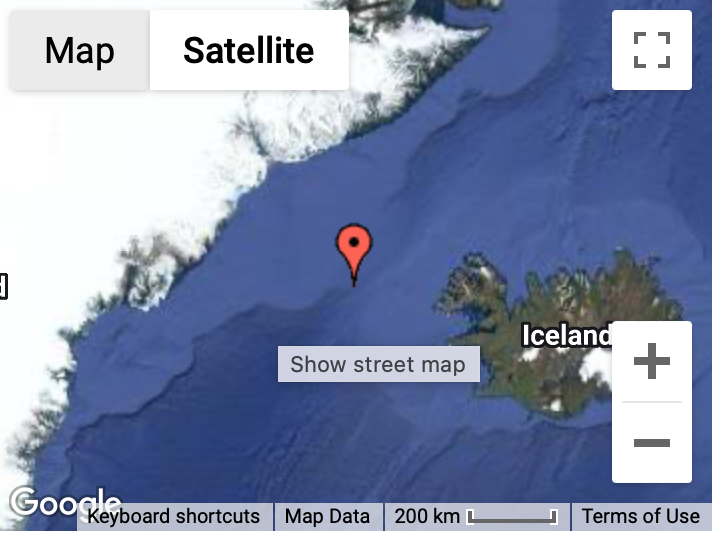 Map
Satellite
Iceland
Show street map
Google
Keyboard shortcuts
Map Data
200 km
Terms of Use